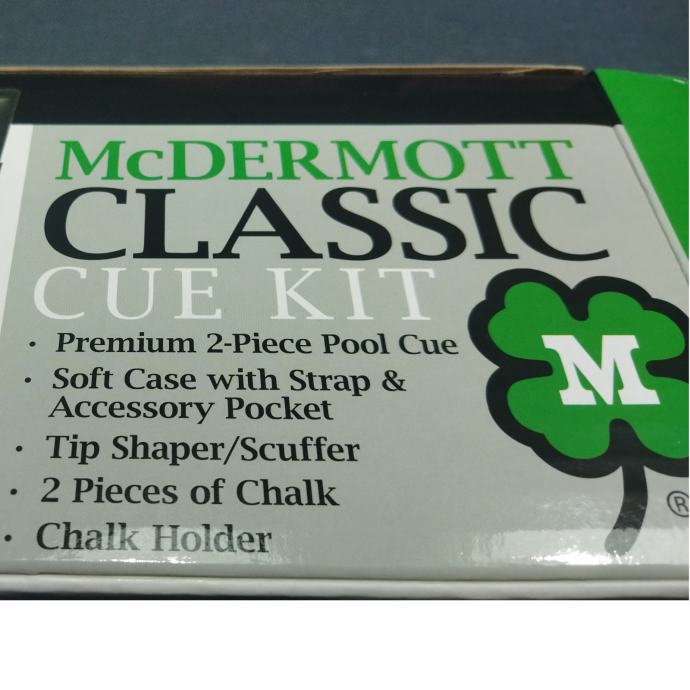 McDERMOTT
CLASSIC
CUE KIT
· Premium 2-Piece Pool Cue
· Soft Case with Strap &
Accessory Pocket
· Tip Shaper/Scuffer
· 2 Pieces of Chalk
· Chalk Holder
M
®